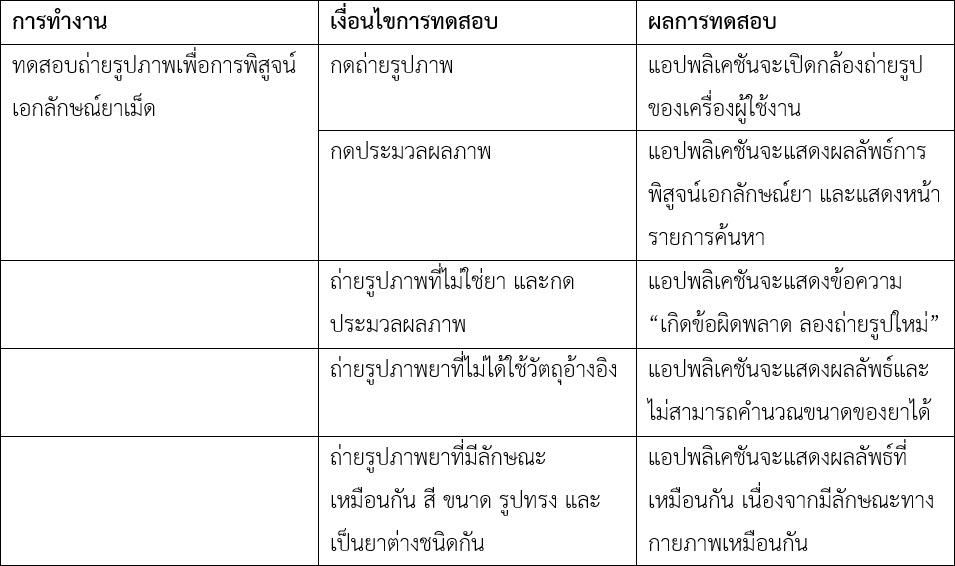 การทำงาน
เงื่อนไขการทดสอบ
ผลการทดสอบ
ทดสอบถ่ายรูปภาพเพื่อการพิสูจน์
เอกลักษณ์ยาเม็ด
กดถ่ายรูปภาพ
แอปพลิเคชันจะเปิดกล้องถ่ายรูป
ของเครื่องผู้ใช้งาน
กดประมวลผลภาพ
แอปพลิเคชันจะแสดงผลลัพธ์การ
พิสูจน์เอกลักษณ์ยา และแสดงหน้า
รายการค้นหา
ถ่ายรูปภาพที่ไม่ใช่ยา และกด
ประมวลผลภาพ
แอปพลิเคชันจะแสดงข้อความ
“เกิดข้อผิดพลาด ลองถ่ายรูปใหม่”
ถ่ายรูปภาพยาที่ไม่ได้ใช้วัตถุอ้างอิง
แอปพลิเคชันจะแสดงผลลัพธ์และ
ไม่สามารถคำนวณขนาดของยาได้
ถ่ายรูปภาพยาที่มีลักษณะ
เหมือนกัน สี ขนาด รูปทรง และ
เป็นยาต่างชนิดกัน
แอปพลิเคชันจะแสดงผลลัพธ์ที่
เหมือนกัน เนื่องจากมีลักษณะทาง
กายภาพเหมือนกัน